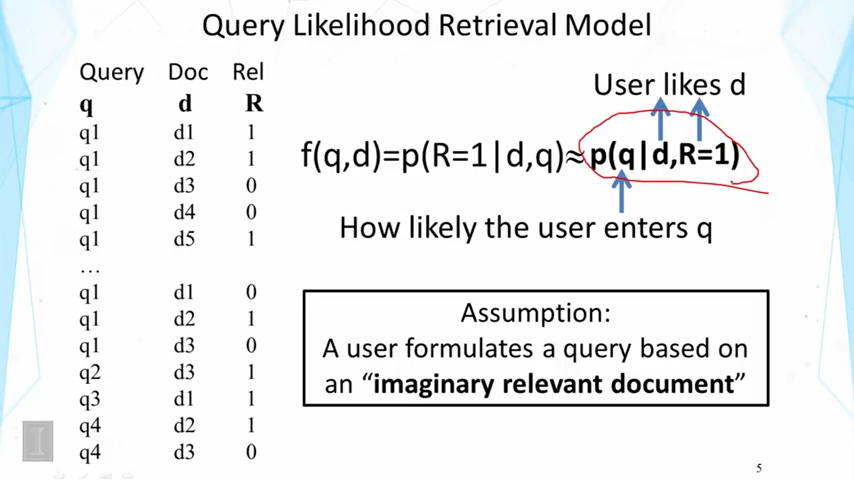 Query Likelihood Retrieval Model
Query Doc Rel
q d R
q1 d1 1
q1 d2 1
q1 d3 0
q1 d4 0
q1 d5 1
…
q1 d1 0
q1 d2 1
q1 d3 0
q2 d3 1
q3 d1 1
q4 d2 1
q4 d3 0
User likes d
f(q,d)=p(R=1|d,q)≈p(q|d,R=1)
How likely the user enters q
Assumption:
A user formulates a query based on
an “imaginary relevant document”
I
5